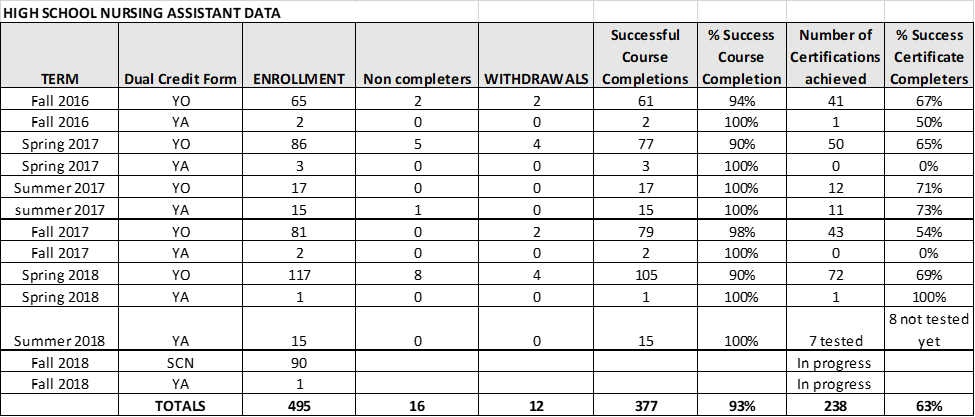 HIGH SCHOOL NURSING ASSISTANT DATA
TERM Dual Credit Form ENROLLMENT Non completers WITHDRAWALS Successful Course Completions % Success Course Completion Number of Certifications achieved % Success Certificate Completers
Fall 2016 YO 65 2 2 61 94% 41 67%
Fall 2016 YA 2 0 0 2 100% 1 50%
Spring 2017 YO 86 5 4 77 90% 50 65%
Spring 2017 YA 3 0 0 3 100% 0 0%
Summer 2017 YO 17 0 0 17 100% 12 71%
summer 2017 YA 15 1 0 15 100% 11 73%
Fall 2017 YO 81 0 2 79 98% 43 54%
Fall 2017 YA 2 0 0 2 100% 0 0%
Spring 2018 YO 117 8 4 105 90% 72 69%
Spring 2018 YA 1 0 0 1 100% 1 100%
Summer 2018 YA 15 0 0 15 100% 7 tested 8 not tested yet
Fall 2018 SCN 90 In progress
Fall 2018 YA 1 In progress
TOTALS 495 16 12 377 93% 238 63%